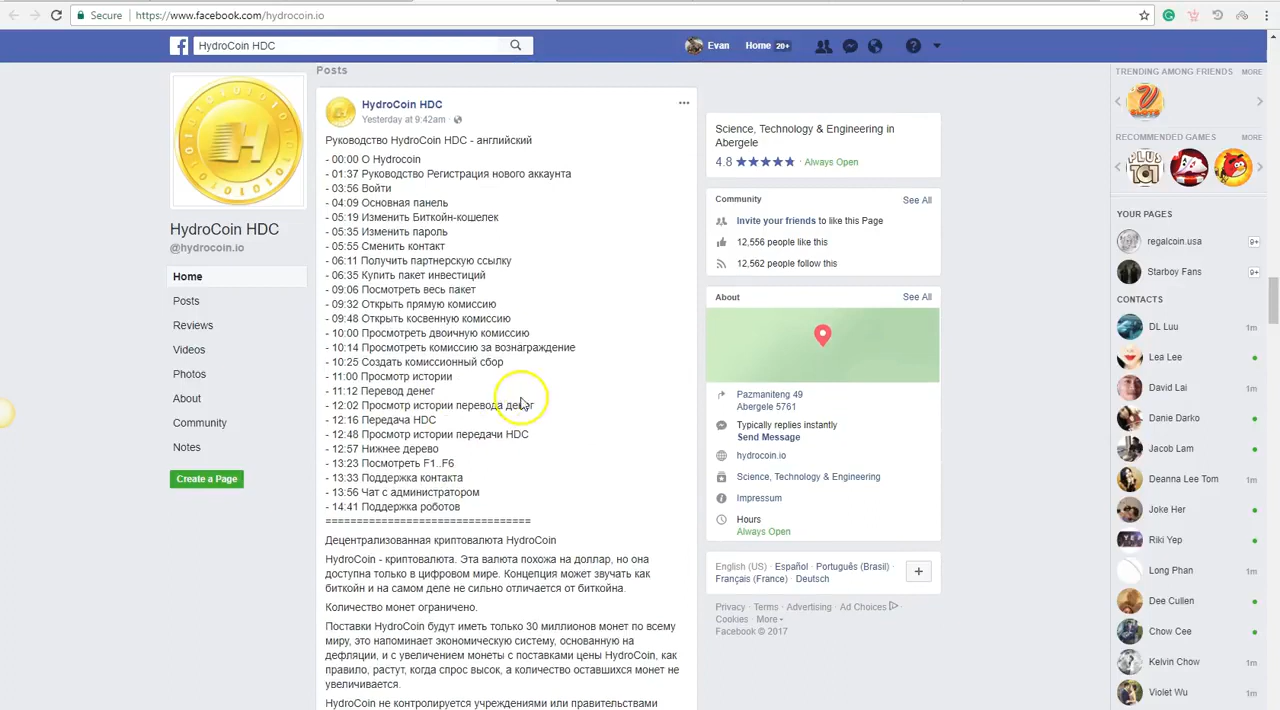 Secure
https://www.facebook.com/hydrocoin.io
HydroCoin HDC
Evan
Home 20+
HydroCoin HDC
@hydrocoin.io
Home
Posts
Reviews
Videos
Photos
About
Community
Notes
Create a Page
Posts
HydroCoin HDC
Yesterday at 9:42am ·
Руководство HydroCoin HDC - английский
- 00:00 О Hydrocoin
- 01:37 Руководство Регистрация нового аккаунта
- 03:56 Войти
- 04:09 Основная панель
- 05:19 Изменить Биткойн-кошелек
- 05:35 Изменить пароль
- 05:55 Сменить контакт
- 06:11 Получить партнерскую ссылку
- 06:35 Купить пакет инвестиций
- 09:06 Посмотреть весь пакет
- 09:32 Открыть прямую комиссию
- 09:48 Открыть косвенную комиссию
- 10:00 Просмотреть двоичную комиссию
- 10:14 Просмотреть комиссию за вознаграждение
- 10:25 Создать комиссионный сбор
- 11:00 Просмотр истории
- 11:12 Перевод денег
- 12:02 Просмотр истории перевода денег
- 12:16 Передача HDC
- 12:48 Просмотр истории передачи HDC
- 12:57 Нижнее дерево
- 13:23 Посмотреть F1..F6
- 13:33 Поддержка контакта
- 13:56 Чат с администратором
- 14:41 Поддержка роботов
=================================
Децентрализованная криптовалюта HydroCoin
HydroCoin - криптовалюта. Эта валюта похожа на доллар, но она
доступна только в цифровом мире. Концепция может звучать как
биткойн и на самом деле не сильно отличается от биткойна.
Количество монет ограничено.
Поставки HydroCoin будут иметь только 30 миллионов монет по всему
миру, это напоминает экономическую систему, основанную на
дефляции, и с увеличением монеты с поставками цены HydroCoin, как
правило, растут, когда спрос высок, а количество оставшихся монет не
увеличивается.
HydroCoin не контролируется учреждениями или правительствами
Science, Technology & Engineering in
Abergele
4.8 ★★★★★ · Always Open
Community
See All
Invite your friends to like this Page
12,556 people like this
12,562 people follow this
About
See All
Pazmaniteng 49
Abergele 5761
Typically replies instantly
Send Message
hydrocoin.io
Science, Technology & Engineering
Impressum
Hours
Always Open
English (US) · Español · Português (Brasil) ·
Français (France) · Deutsch
+
Privacy · Terms · Advertising · Ad Choices ·
Cookies · More
Facebook © 2017
TRENDING AMONG FRIENDS
MORE
SLOTS
RECOMMENDED GAMES
MORE
PLUS
101
YOUR PAGES
regalcoin.usa 9+
Starboy Fans 9+
CONTACTS
DL Luu 1m
Lea Lee
David Lai
Danie Darko
Jacob Lam
Deanna Lee Tom 1m
Joke Her
Riki Yep
Long Phan 1m
Dee Cullen
Chow Cee
Kelvin Chow 1m
Violet Wu 1m